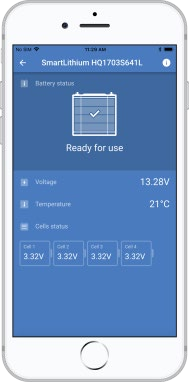 No SIM 11:29 AM
SmartLithium HQ1703S641L
Battery status
Ready for use
Voltage 13.28V
Temperature 21°C
Cells status
Cell 1 Cell 2 Cell 3 Cell 4
3.32V 3.32V 3.32V 3.32V